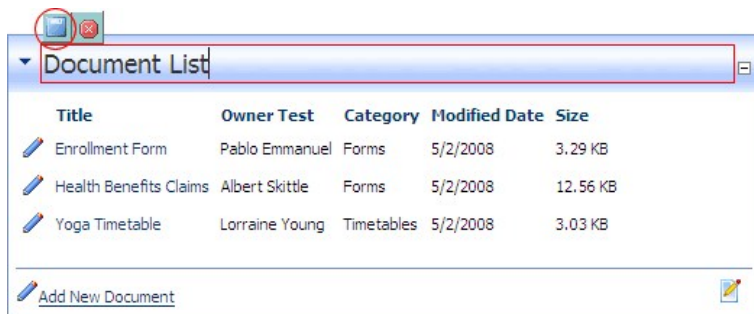 Document List
Title Owner Test Category Modified Date Size
Enrollment Form Pablo Emmanuel Forms 5/2/2008 3.29 KB
Health Benefits Claims Albert Skittle Forms 5/2/2008 12.56 KB
Yoga Timetable Lorraine Young Timetables 5/2/2008 3.03 KB
Add New Document